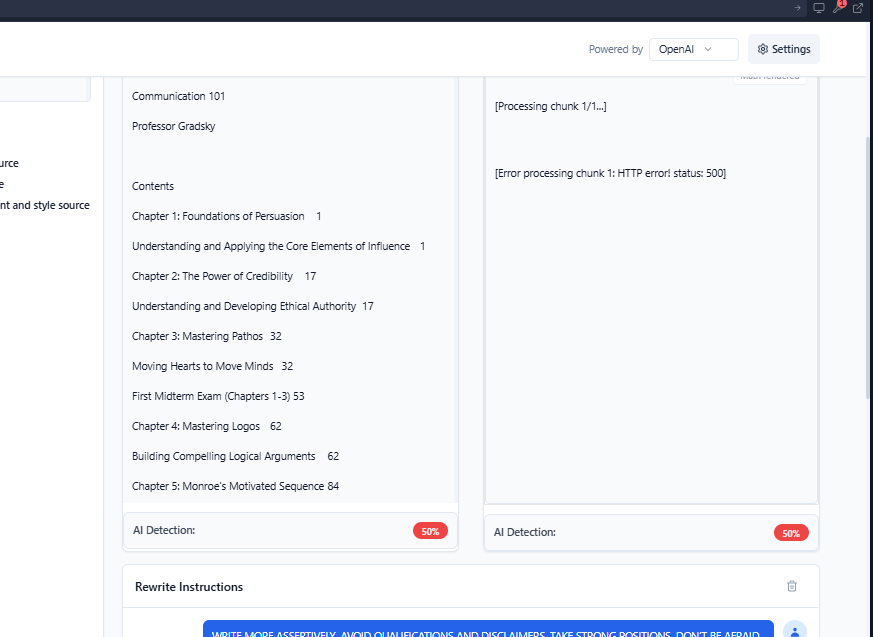 1
Powered by OpenAI Settings
urce
e
nt and style source
Communication 101
Professor Gradsky
Contents
Chapter 1: Foundations of Persuasion 1
Understanding and Applying the Core Elements of Influence 1
Chapter 2: The Power of Credibility 17
Understanding and Developing Ethical Authority 17
Chapter 3: Mastering Pathos 32
Moving Hearts to Move Minds 32
First Midterm Exam (Chapters 1-3) 53
Chapter 4: Mastering Logos 62
Building Compelling Logical Arguments 62
Chapter 5: Monroe's Motivated Sequence 84
AI Detection: 50%
Math rendered
[Processing chunk 1/1...]
[Error processing chunk 1: HTTP error! status: 500]
AI Detection: 50%
Rewrite Instructions
WRITE MORE ASSERTIVELY. AVOID QUALIFICATIONS AND DISCLAIMERS. TAKE STRONG POSITIONS. DON'T BE AFRAID